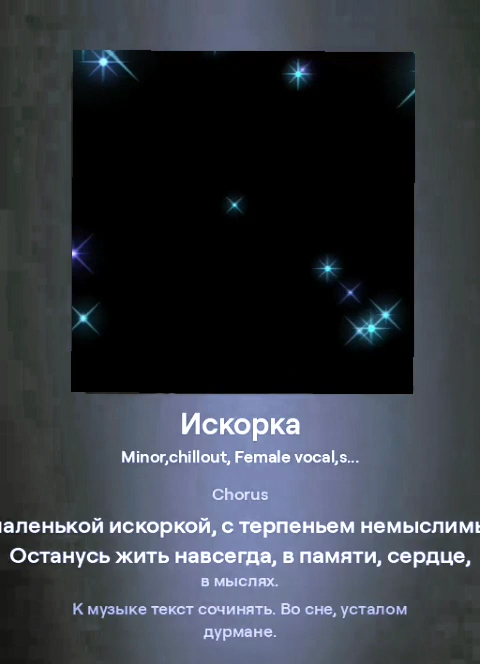 Искорка
Minor,chillout, Female vocal,s...
Chorus
аленькой искоркой, с терпеньем немыслимы
Останусь жить навсегда, в памяти, сердце,
в мыслях.
К музыке текст сочинять. Во сне, усталом
дурмане.